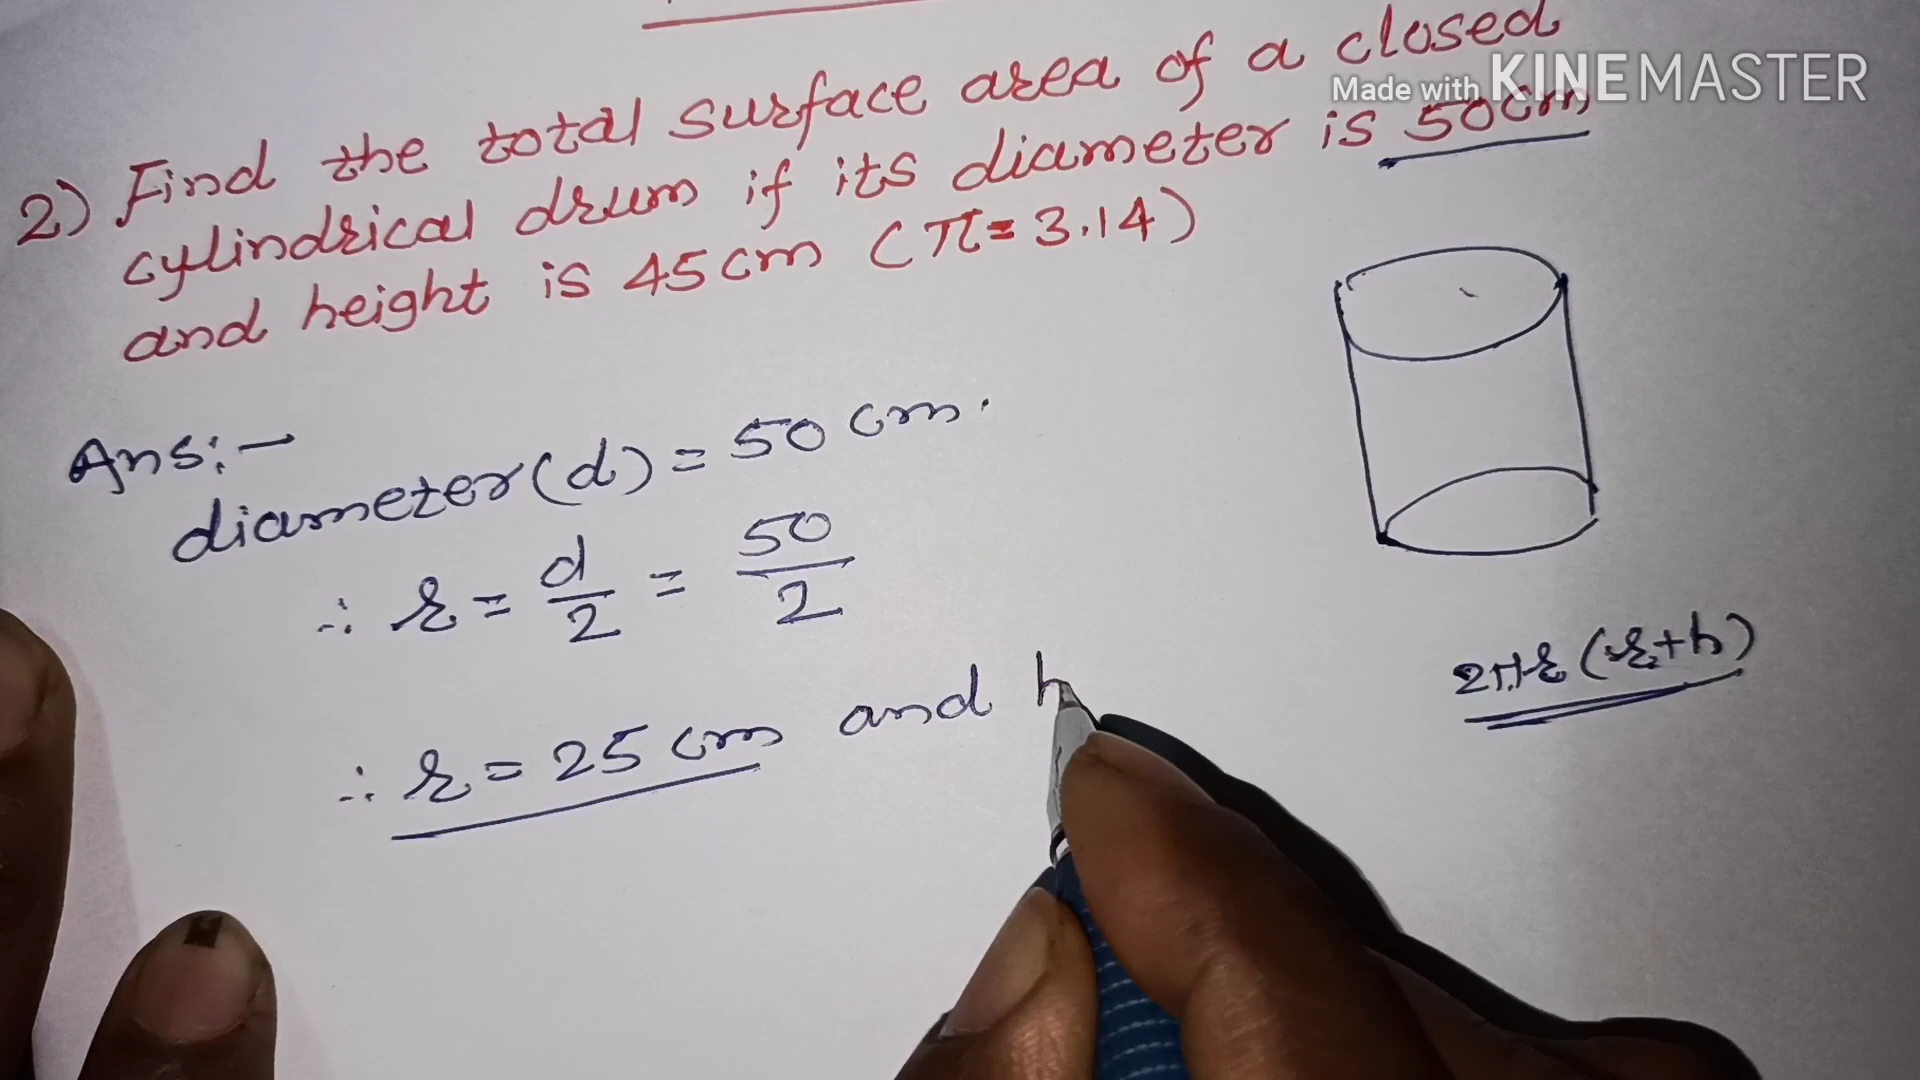 Made with KINEMASTER
2) Find the total surface area of a closed
cylindrical drum if its diameter is 50cm
and height is 45cm (π=3.14)
Ans:-
diameter(d) = 50 cm.
∴ r = d/2 = 50/2
∴ r = 25 cm and h
2πr (r+h)